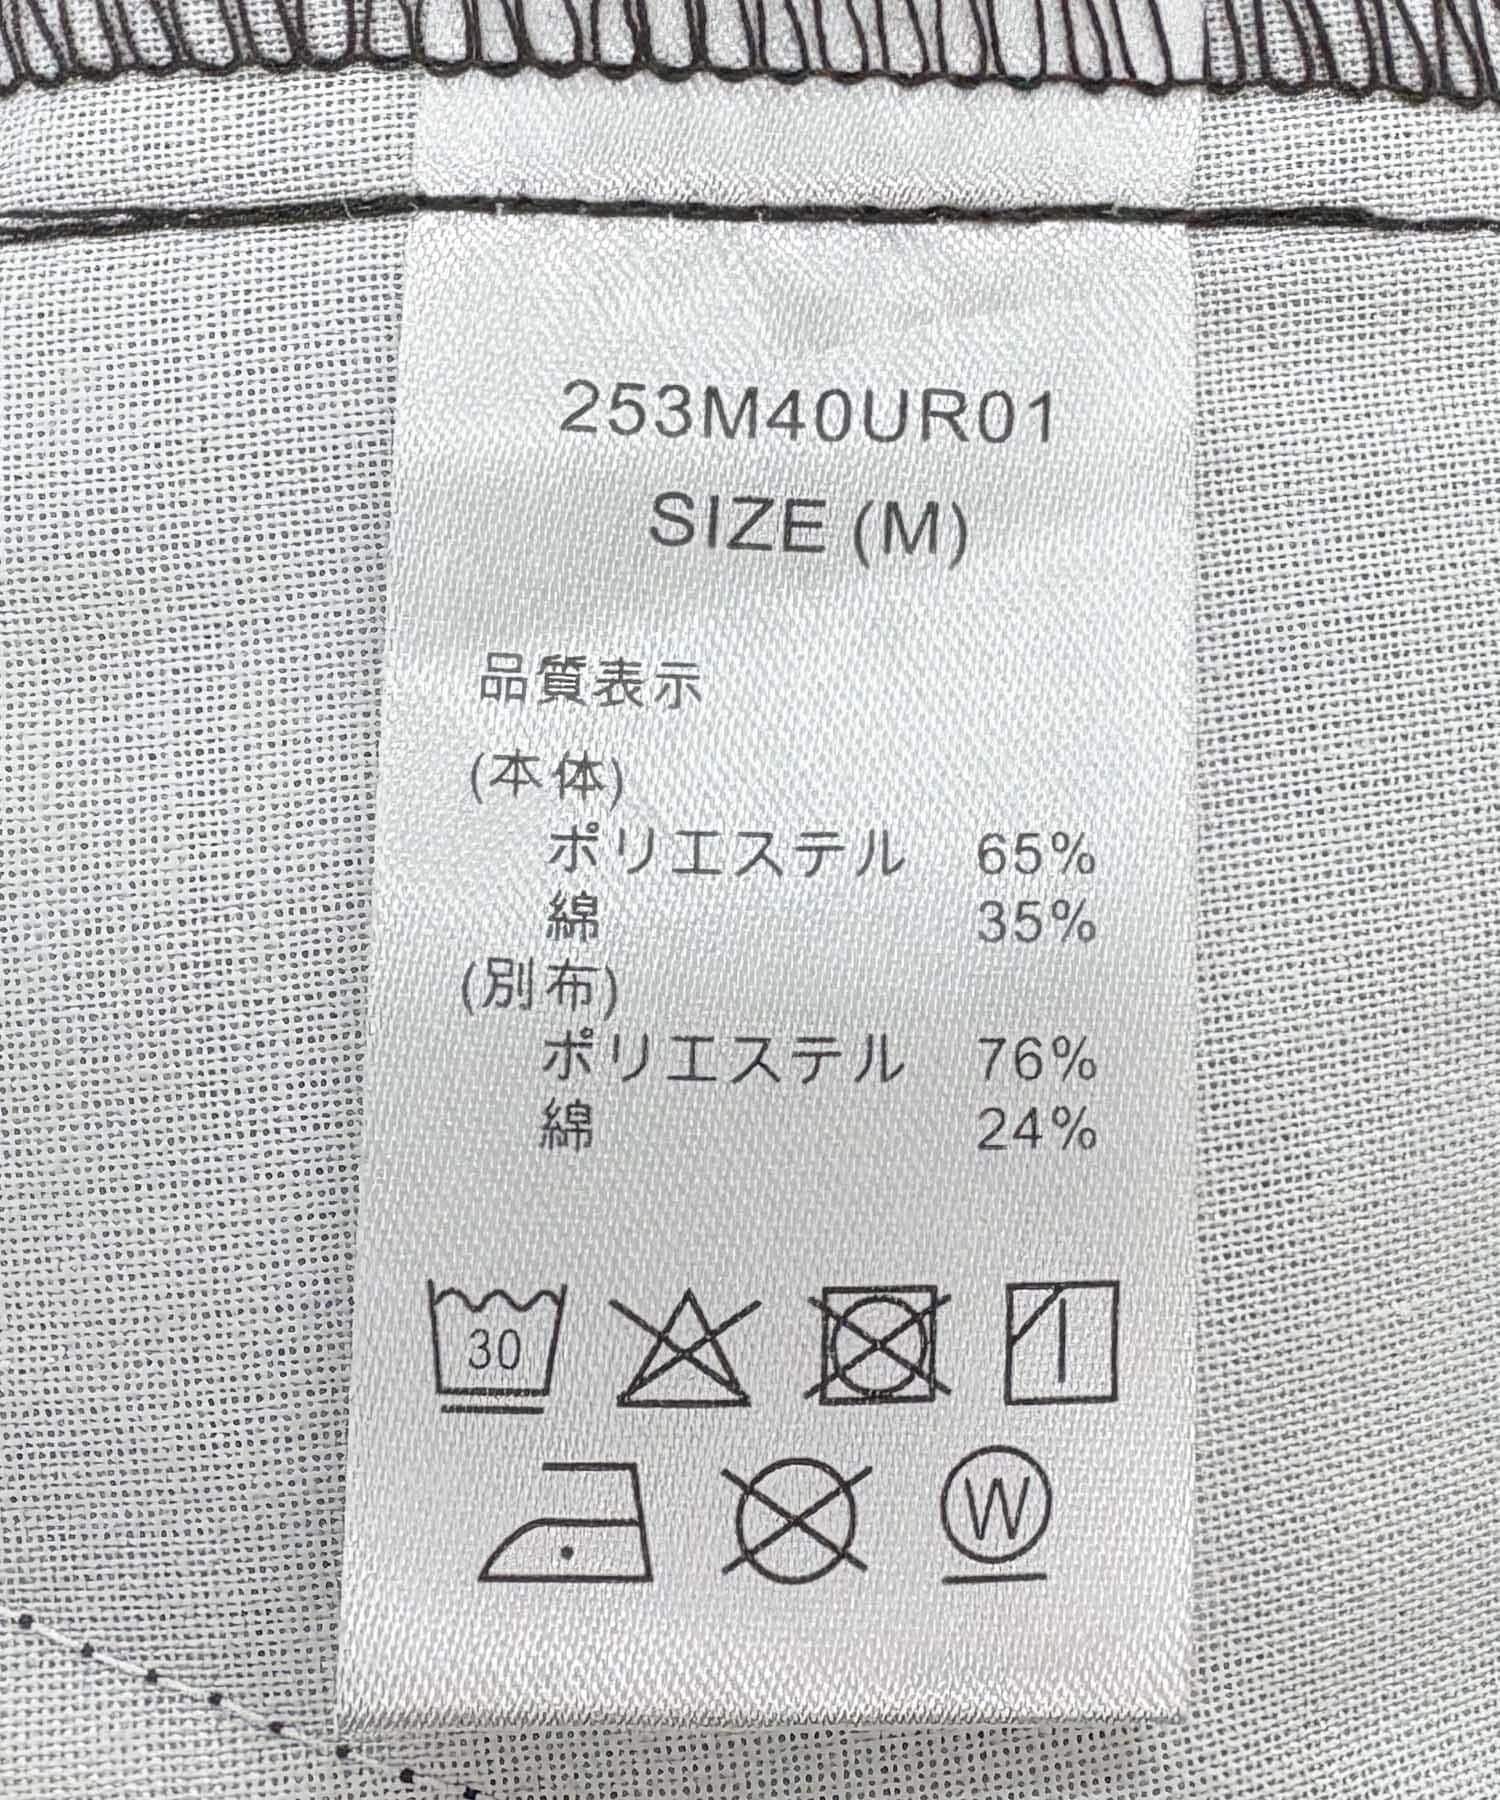 253M40UR01
SIZE (M)
品質表示
(本体)
ポリエステル 65%
綿 35%
(別布)
ポリエステル 76%
綿 24%
30
W